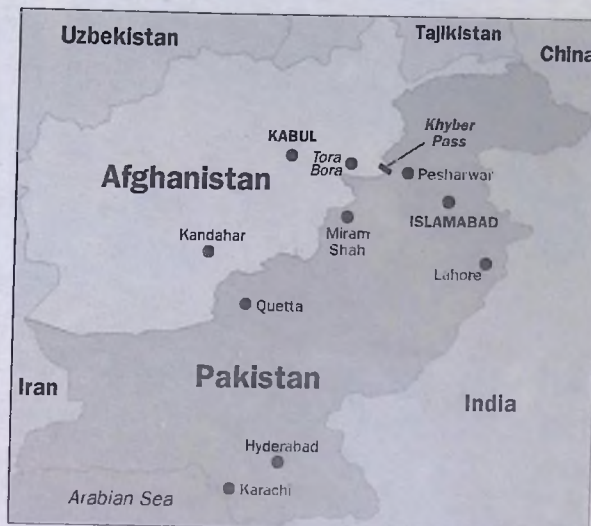 Uzbekistan
Tajikistan
China
KABUL
Tora
Bora
Khyber
Pass
Pesharwar
Afghanistan
ISLAMABAD
Miram
Shah
Kandahar
Lahore
Quetta
Pakistan
Iran
India
Hyderabad
Karachi
Arabian Sea